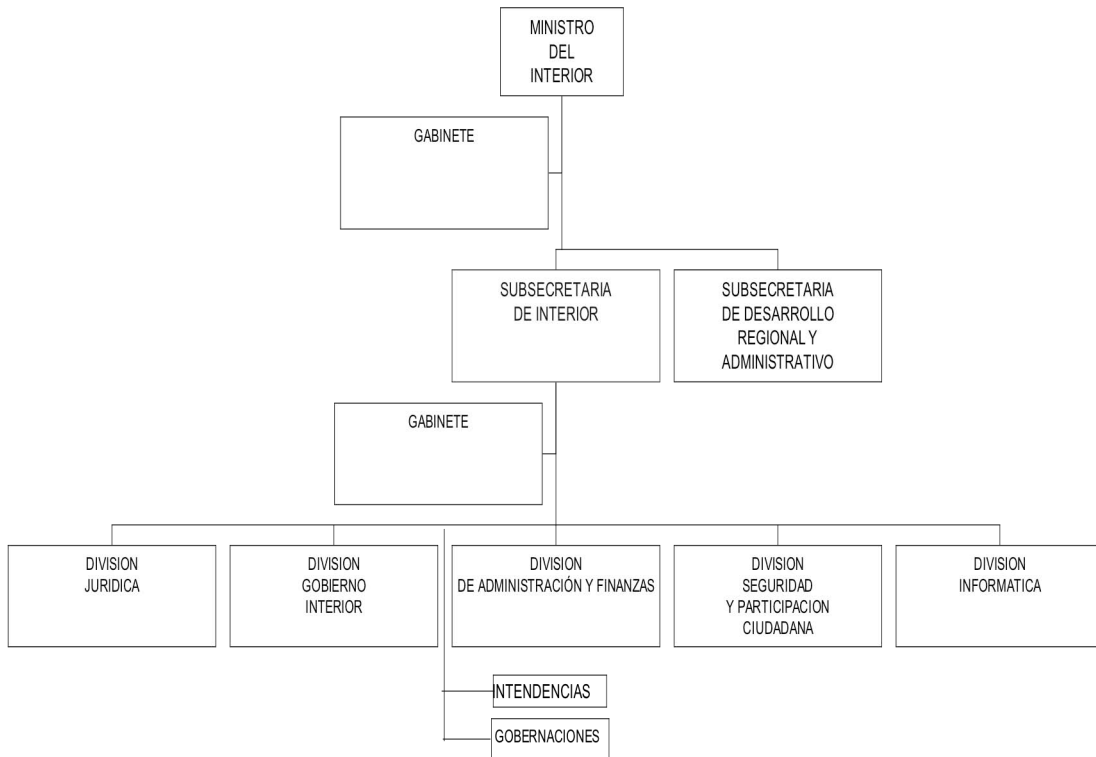 MINISTRO
DEL
INTERIOR
GABINETE
SUBSECRETARIA
DE INTERIOR
SUBSECRETARIA
DE DESARROLLO
REGIONAL Y
ADMINISTRATIVO
GABINETE
DIVISION
JURIDICA
DIVISION
GOBIERNO
INTERIOR
DIVISION
DE ADMINISTRACIÓN Y FINANZAS
DIVISION
SEGURIDAD
Y PARTICIPACION
CIUDADANA
DIVISION
INFORMATICA
INTENDENCIAS
GOBERNACIONES